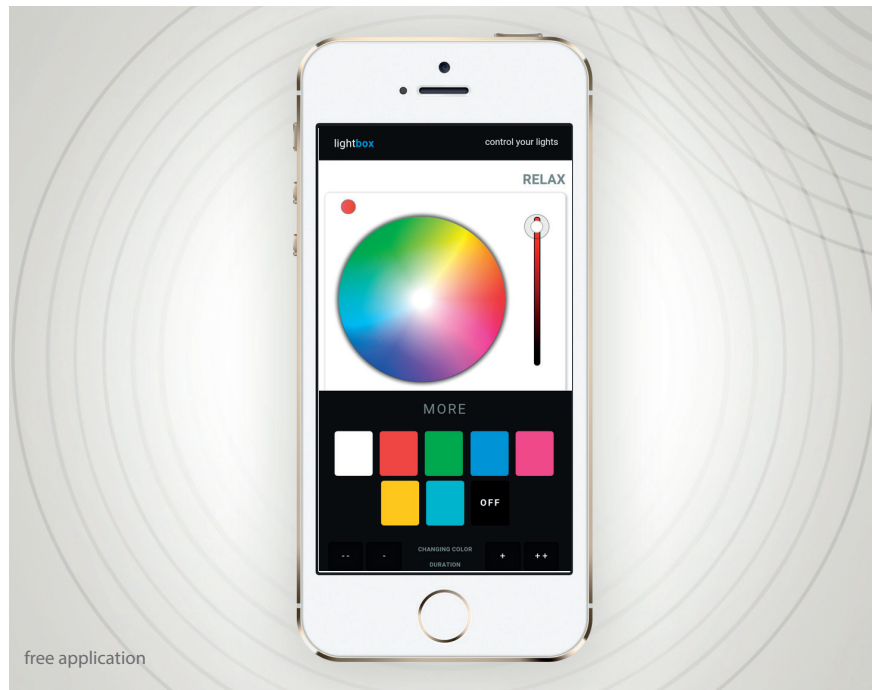 lightbox
control your lights
RELAX
MORE
OFF
-- - CHANGING COLOR + ++
DURATION
free application